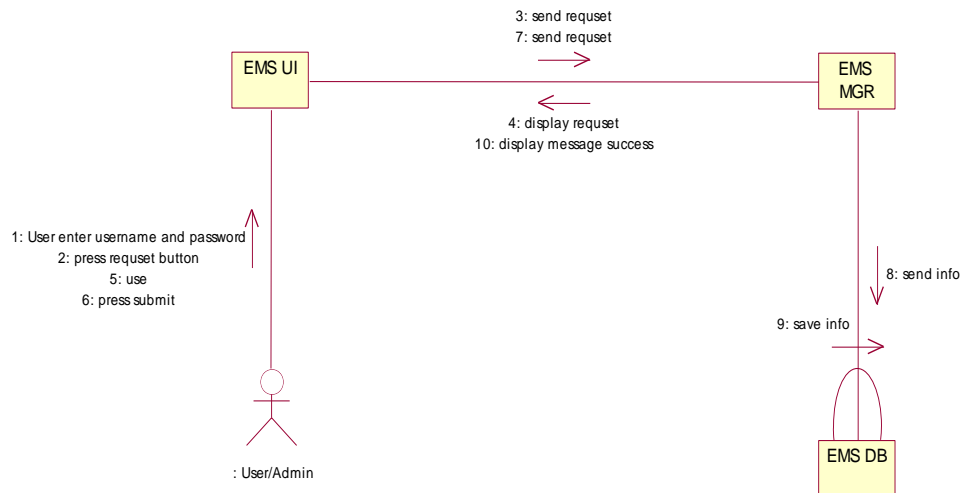 3: send requset
7: send requset
EMS UI
EMS
MGR
4: display requset
10: display message success
1: User enter username and password
2: press requset button
5: use
6: press submit
8: send info
9: save info
EMS DB
: User/Admin